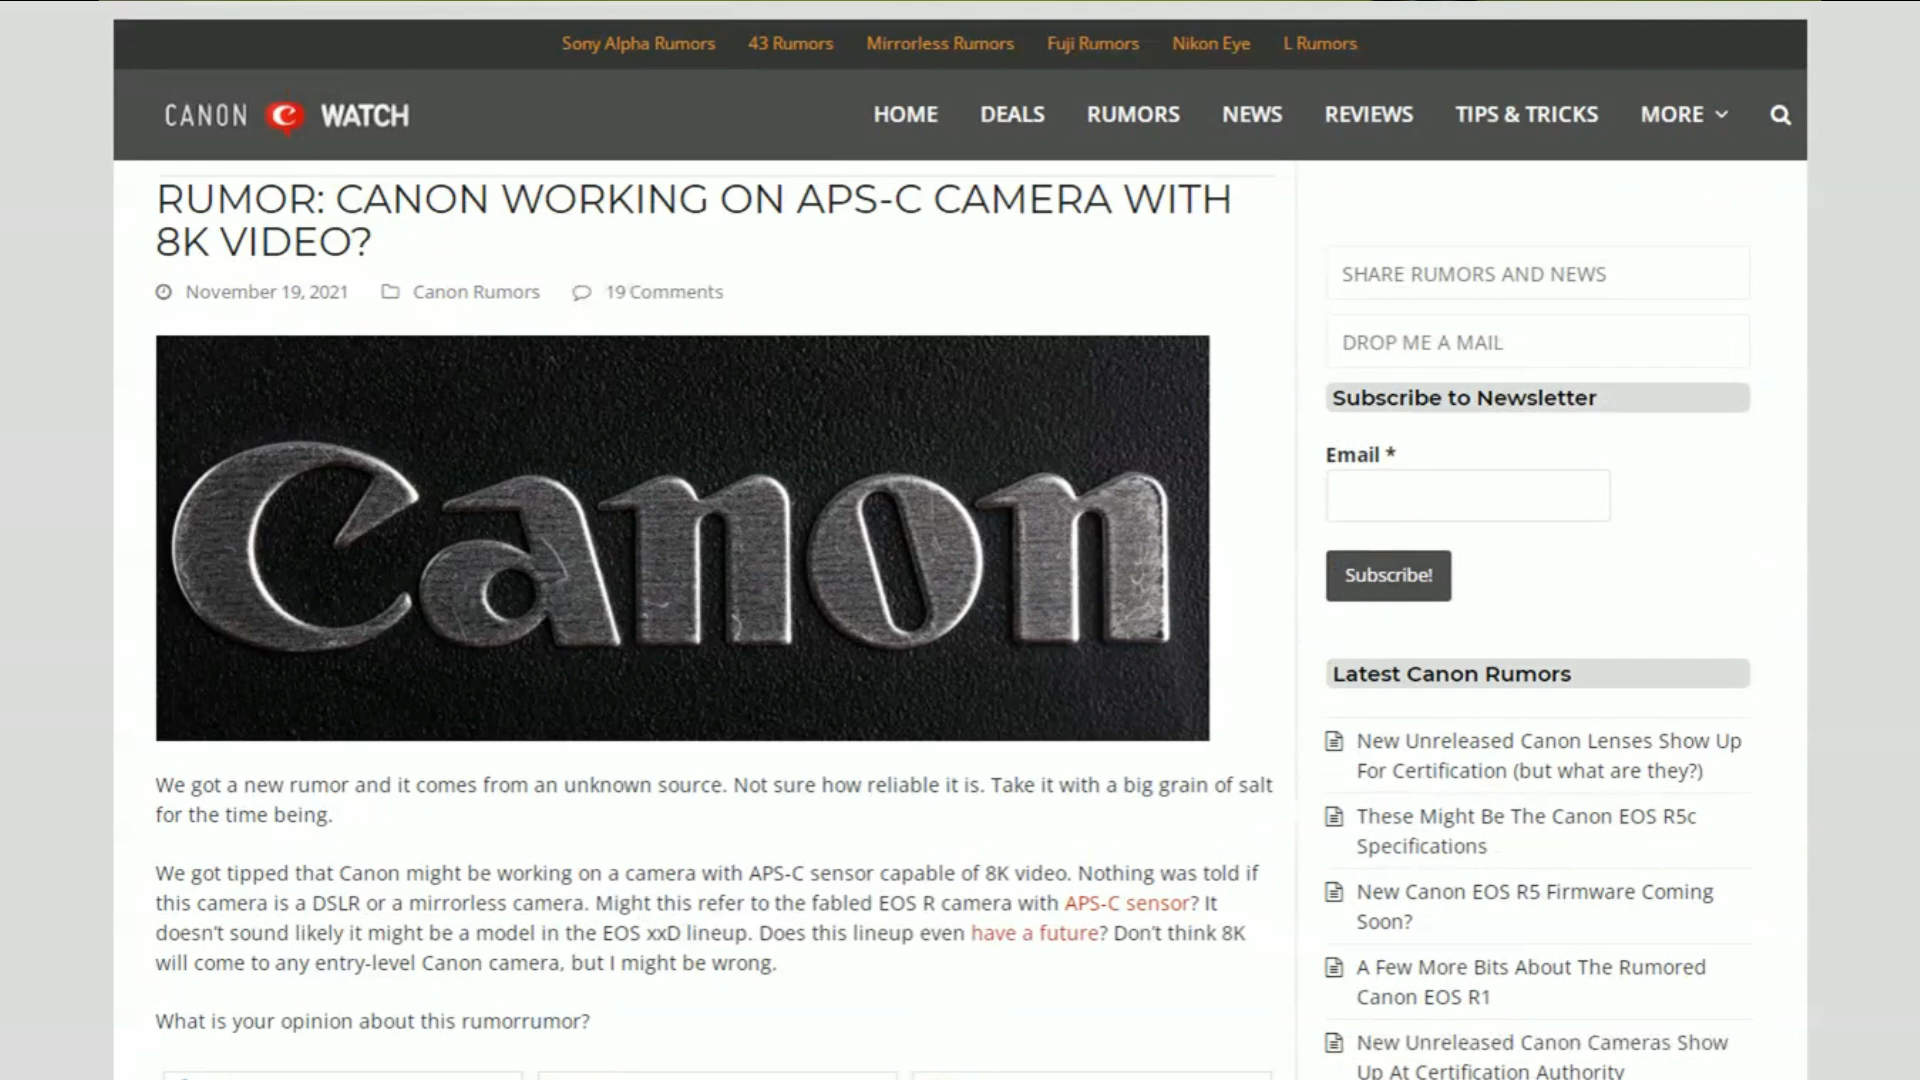 Sony Alpha Rumors 43 Rumors Mirrorless Rumors Fuji Rumors Nikon Eye L Rumors
CANON WATCH
HOME DEALS RUMORS NEWS REVIEWS TIPS & TRICKS MORE
RUMOR: CANON WORKING ON APS-C CAMERA WITH
8K VIDEO?
November 19, 2021 Canon Rumors 19 Comments
Canon
We got a new rumor and it comes from an unknown source. Not sure how reliable it is. Take it with a big grain of salt
for the time being.
We got tipped that Canon might be working on a camera with APS-C sensor capable of 8K video. Nothing was told if
this camera is a DSLR or a mirrorless camera. Might this refer to the fabled EOS R camera with APS-C sensor? It
doesn't sound likely it might be a model in the EOS xxD lineup. Does this lineup even have a future? Don't think 8K
will come to any entry-level Canon camera, but I might be wrong.
What is your opinion about this rumorrumor?
SHARE RUMORS AND NEWS
DROP ME A MAIL
Subscribe to Newsletter
Email *
Subscribe!
Latest Canon Rumors
New Unreleased Canon Lenses Show Up
For Certification (but what are they?)
These Might Be The Canon EOS R5c
Specifications
New Canon EOS R5 Firmware Coming
Soon?
A Few More Bits About The Rumored
Canon EOS R1
New Unreleased Canon Cameras Show
Up At Certification Authority